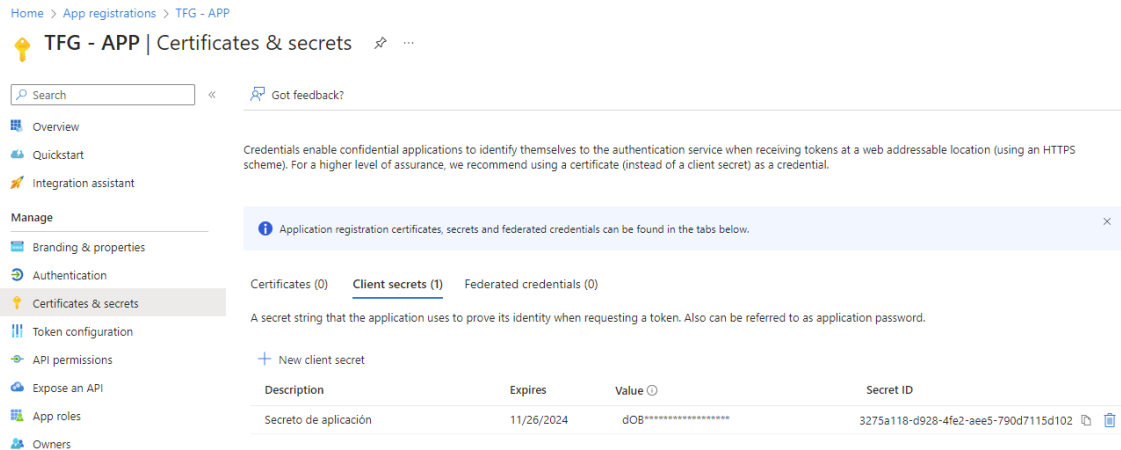 Home > App registrations > TFG - APP
TFG - APP | Certificates & secrets
Search
Got feedback?
Overview
Quickstart
Integration assistant
Manage
Branding & properties
Authentication
Certificates & secrets
Token configuration
API permissions
Expose an API
App roles
Owners
Credentials enable confidential applications to identify themselves to the authentication service when receiving tokens at a web addressable location (using an HTTPS
scheme). For a higher level of assurance, we recommend using a certificate (instead of a client secret) as a credential.
Application registration certificates, secrets and federated credentials can be found in the tabs below.
Certificates (0) Client secrets (1) Federated credentials (0)
A secret string that the application uses to prove its identity when requesting a token. Also can be referred to as application password.
New client secret
Description Expires Value Secret ID
Secreto de aplicación 11/26/2024 dOB****************** 3275a118-d928-4fe2-aee5-790d7115d102